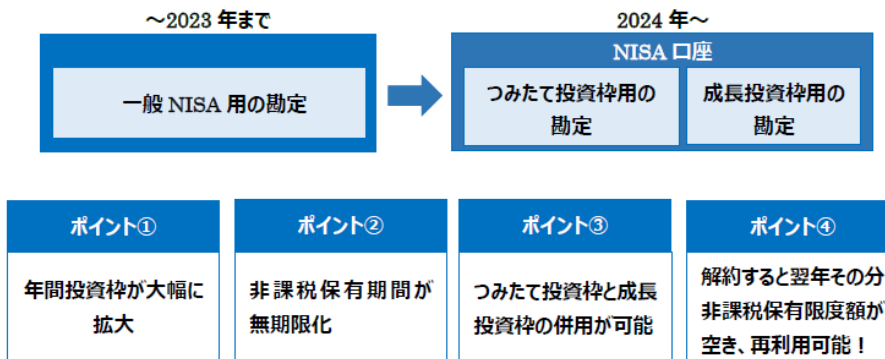 ～2023 年まで
2024 年～
NISA 口座
一般 NISA 用の勘定
つみたて投資枠用の
勘定
成長投資枠用の
勘定
ポイント①
年間投資枠が大幅に
拡大
ポイント②
非課税保有期間が
無期限化
ポイント③
つみたて投資枠と成長
投資枠の併用が可能
ポイント④
解約すると翌年その分
非課税保有限度額が
空き、再利用可能！